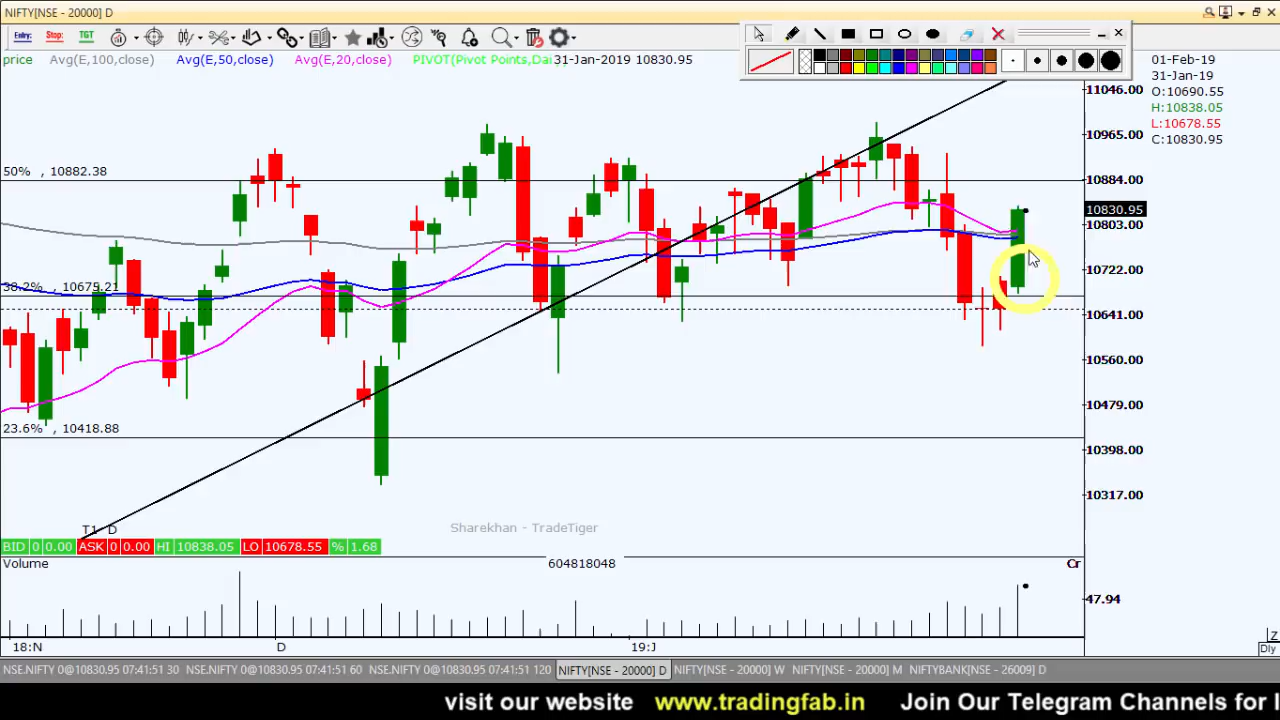 NIFTY[NSE - 20000] D
Entry:
Stop:
TGT
price Avg(E,100,close) Avg(E,50,close) Avg(E,20,close) PIVOT(Pivot Points,Dai 31-Jan-2019 10830.95
01-Feb-19
31-Jan-19
O:10690.55
H:10838.05
L:10678.55
C:10830.95
11046.00
10965.00
50% , 10882.38
10884.00
10830.95
10803.00
10722.00
38.2% , 10675.21
10641.00
10560.00
10479.00
23.6% , 10418.88
10398.00
10317.00
T1 D
Sharekhan - TradeTiger
BID 0 0.00 ASK 0 0.00 HI 10838.05 LO 10678.55 % 1.68
Volume 604818048 Cr
47.94
18:N D 19:J
Z
Dly
NSE.NIFTY 0@10830.95 07:41:51 30 NSE.NIFTY 0@10830.95 07:41:51 60 NSE.NIFTY 0@10830.95 07:41:51 120 NIFTY[NSE - 20000] D NIFTY[NSE - 20000] W NIFTY[NSE - 20000] M NIFTYBANK[NSE - 26009] D
visit our website www.tradingfab.in Join Our Telegram Channels for